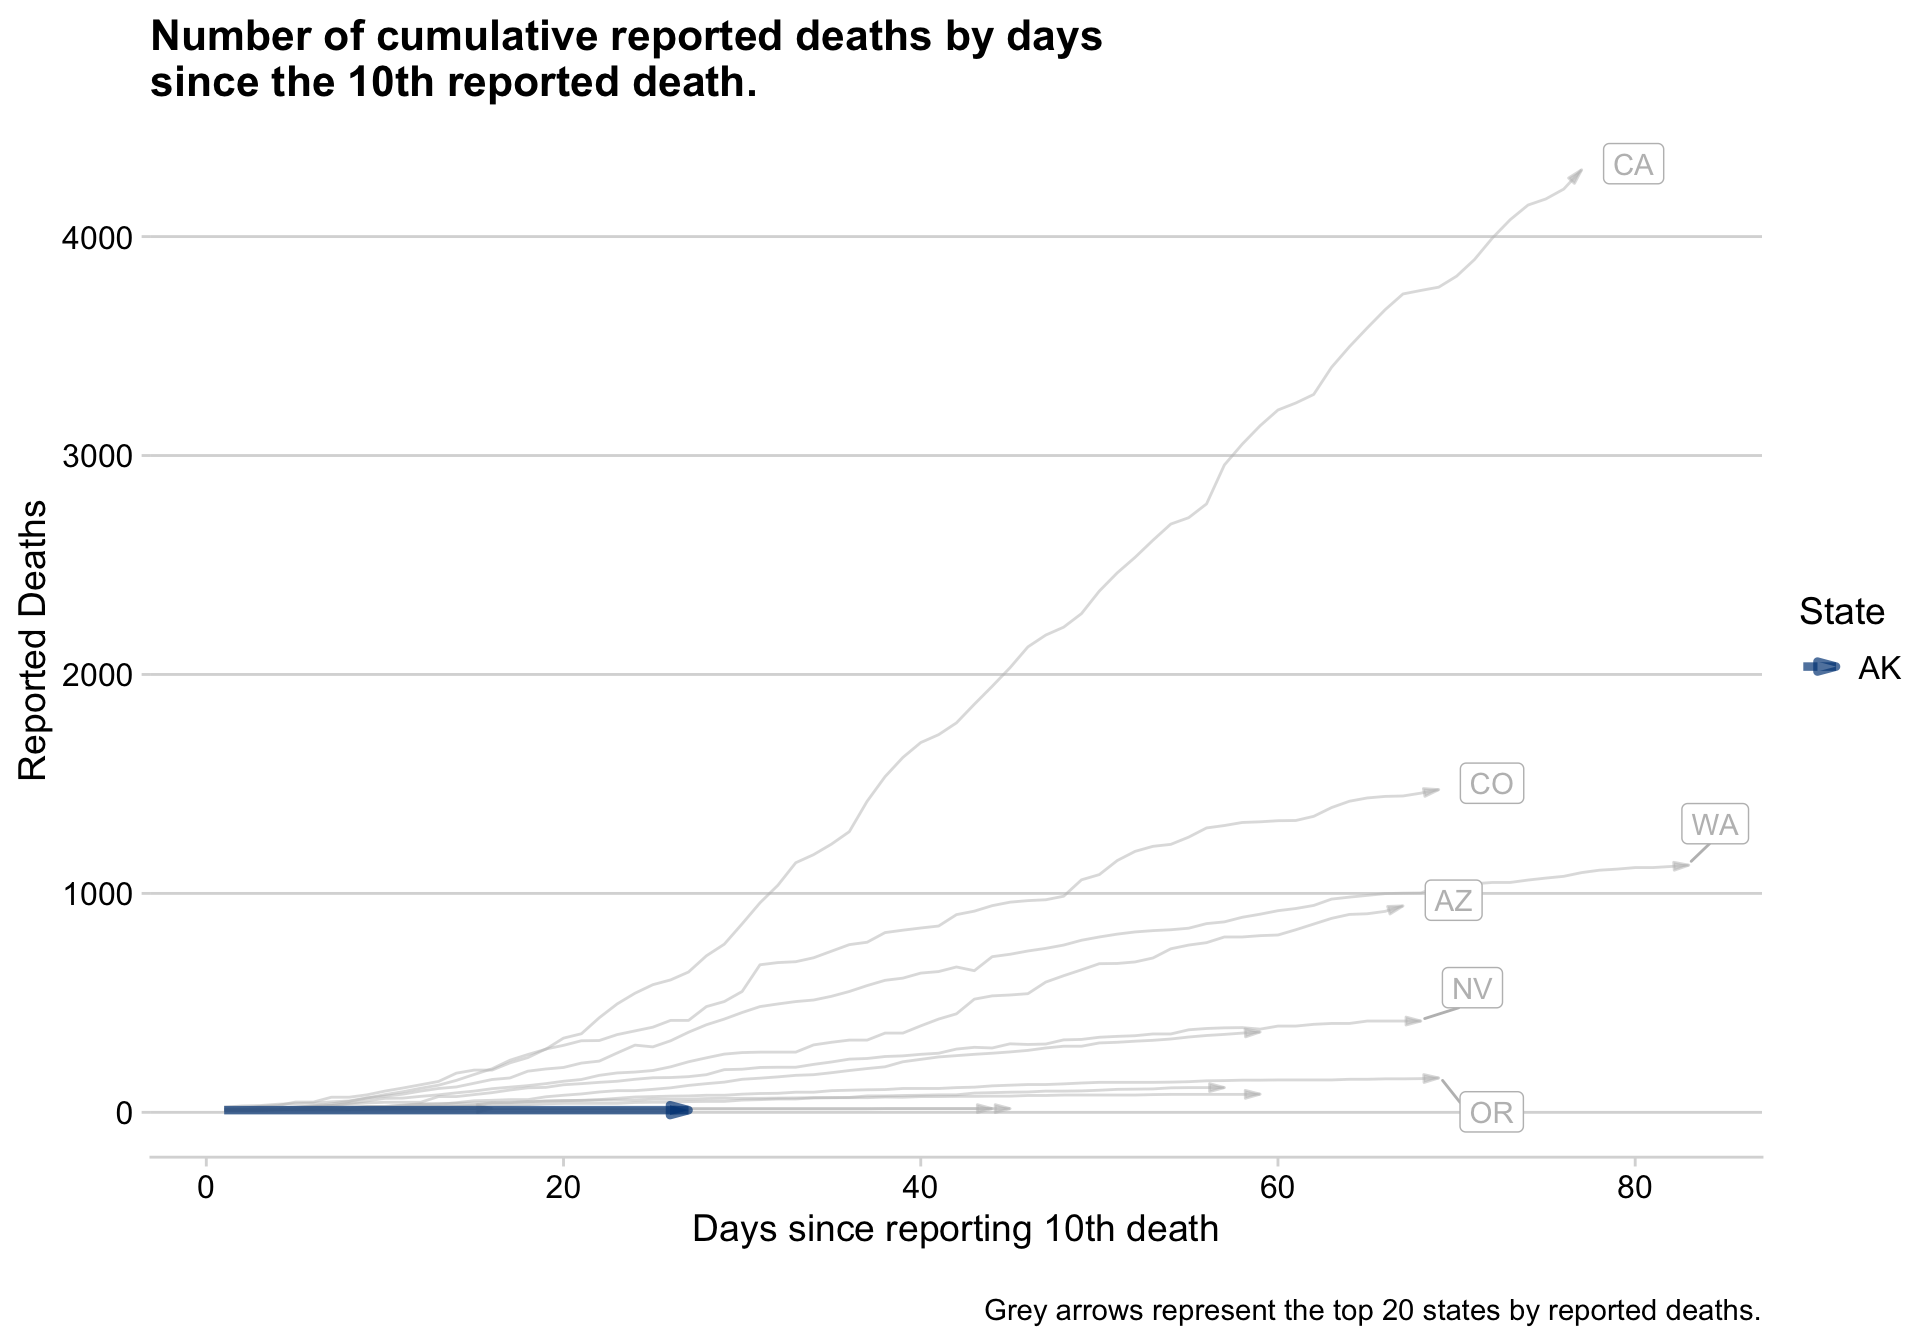 Number of cumulative reported deaths by days
since the 10th reported death.
CA
4000
3000
Reported Deaths
State
2000
AK
CO
WA
1000
AZ
NV
0
OR
0 20 40 60 80
Days since reporting 10th death
Grey arrows represent the top 20 states by reported deaths.